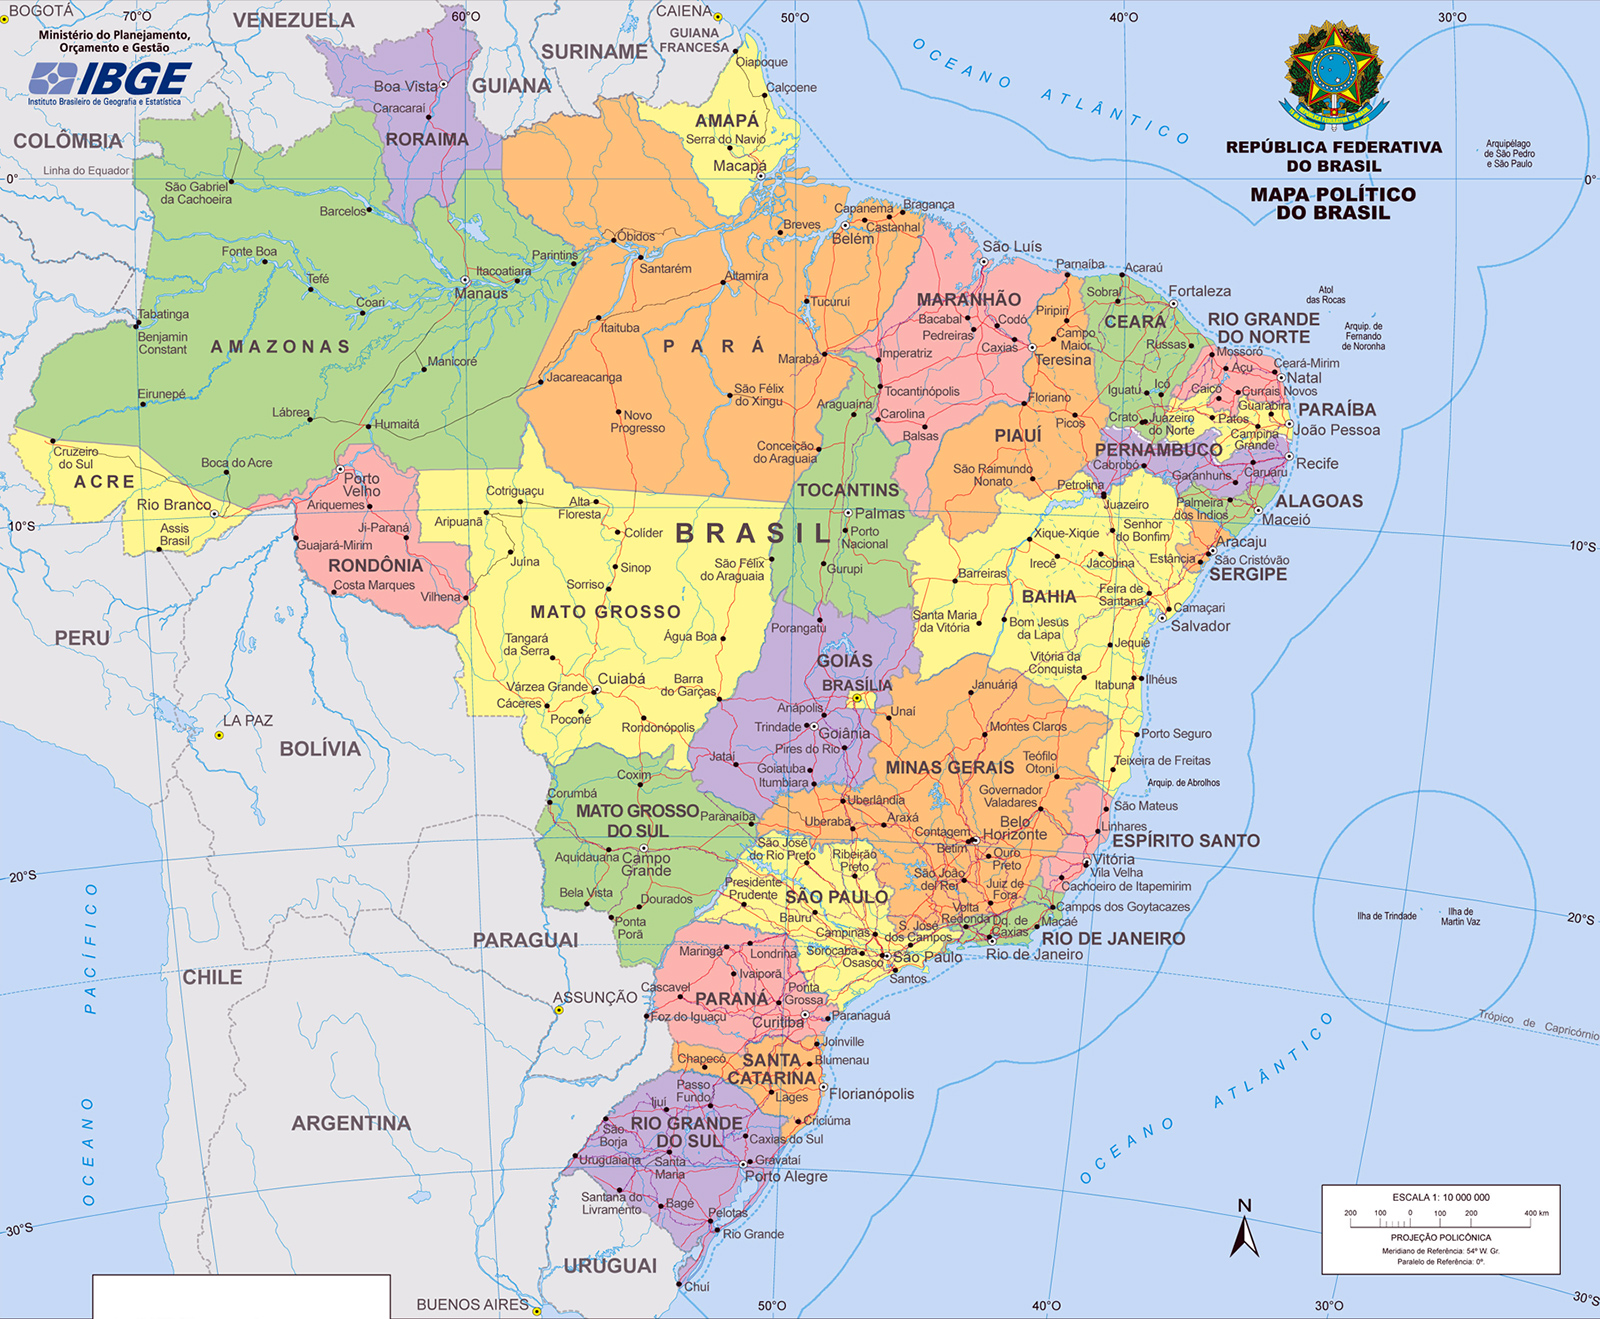 BOGOTÁ
70°O
VENEZUELA
60°O
CAIENA
50°O
40°O
30°O
Ministério do Planejamento,
Orçamento e Gestão
IBGE
Instituto Brasileiro de Geografia e Estatística
GUIANA
FRANCESA
SURINAME
GUIANA
OCEANO ATLÂNTICO
REPÚBLICA FEDERATIVA
DO BRASIL
MAPA POLÍTICO
DO BRASIL
Arquipélago
de São Pedro
e São Paulo
COLÔMBIA
Linha do Equador
0°
0°
Boa Vista
Caracaraí
RORAIMA
Oiapoque
Calçoene
AMAPÁ
Serra do Navio
Macapá
São Gabriel
da Cachoeira
Barcelos
Fonte Boa
Tefé
Coari
Manaus
Itacoatiara
Parintins
Tabatinga
Benjamin
Constant
AMAZONAS
Manicoré
Eirunepé
Lábrea
Humaitá
Boca do Acre
Óbidos
Santarém
Altamira
Breves
Belém
Capanema
Bragança
Castanhal
Tucuruí
Itaituba
PARÁ
Marabá
Jacareacanga
São Félix
do Xingu
Novo
Progresso
Conceição
do Araguaia
São Luís
MARANHÃO
Bacabal
Pedreiras
Codó
Caxias
Imperatriz
Tocantinópolis
Carolina
Balsas
Araguaína
Parnaíba
Piripiri
Campo
Maior
Teresina
Floriano
Picos
PIAUÍ
São Raimundo
Nonato
Acaraú
Sobral
Fortaleza
CEARÁ
Russas
Iguatu
Icó
Crato
Juazeiro
do Norte
Atol
das Rocas
Arquip. de
Fernando
de Noronha
RIO GRANDE
DO NORTE
Mossoró
Açu
Ceará-Mirim
Natal
Caicó
Currais Novos
Guarabira
PARAÍBA
Patos
João Pessoa
Campina
Grande
PERNAMBUCO
Cabrobó
Recife
Caruaru
Garanhuns
Petrolina
Juazeiro
Palmeira
dos Índios
ALAGOAS
Maceió
Aracaju
São Cristóvão
Estância
SERGIPE
Cruzeiro
do Sul
ACRE
Rio Branco
Assis
Brasil
10°S
10°S
Porto
Velho
Ariquemes
Ji-Paraná
Guajará-Mirim
RONDÔNIA
Costa Marques
Vilhena
Cotriguaçu
Alta
Floresta
Aripuanã
Colíder
Juína
Sinop
Sorriso
MATO GROSSO
São Félix
do Araguaia
Tangará
da Serra
Água Boa
Várzea Grande
Cuiabá
Barra
do Garças
Cáceres
Poconé
Rondonópolis
BRASIL
TOCANTINS
Palmas
Porto
Nacional
Gurupi
Xique-Xique
Senhor
do Bonfim
Irecê
Jacobina
Barreiras
BAHIA
Feira de
Santana
Camaçari
Salvador
Santa Maria
da Vitória
Bom Jesus
da Lapa
Jequié
Vitória da
Conquista
Itabuna
Ilhéus
Porto Seguro
Teixeira de Freitas
Arquip. de Abrolhos
PERU
LA PAZ
BOLÍVIA
Porangatu
GOIÁS
BRASÍLIA
Anápolis
Trindade
Goiânia
Pires do Rio
Jataí
Goiatuba
Itumbiara
Unaí
Januária
Montes Claros
MINAS GERAIS
Teófilo
Otoni
Governador
Valadares
Uberlândia
Uberaba
Araxá
Contagem
Betim
Belo
Horizonte
Ouro
Preto
São João
del Rei
Juiz de
Fora
São Mateus
Linhares
ESPÍRITO SANTO
Vitória
Vila Velha
Cachoeiro de Itapemirim
Coxim
Corumbá
MATO GROSSO
DO SUL
Paranaíba
Aquidauana
Campo
Grande
Bela Vista
Dourados
Ponta
Porã
20°S
20°S
São José
do Rio Preto
Ribeirão
Preto
Presidente
Prudente
SÃO PAULO
Bauru
Campinas
S. José
dos Campos
Sorocaba
Osasco
São Paulo
Santos
Volta
Redonda
Dq. de
Caxias
Campos dos Goytacazes
Macaé
RIO DE JANEIRO
Rio de Janeiro
Ilha de Trindade
Ilha de
Martin Vaz
OCEANO PACÍFICO
CHILE
PARAGUAI
ASSUNÇÃO
Maringá
Londrina
Ivaiporã
Cascavel
PARANÁ
Ponta
Grossa
Foz do Iguaçu
Curitiba
Paranaguá
Trópico de Capricórnio
Joinville
Chapecó
SANTA
CATARINA
Blumenau
Florianópolis
Lages
Criciúma
OCEANO ATLÂNTICO
ARGENTINA
Passo
Fundo
Ijuí
São
Borja
RIO GRANDE
DO SUL
Caxias do Sul
Uruguaiana
Santa
Maria
Gravataí
Porto Alegre
Santana do
Livramento
Bagé
Pelotas
Rio Grande
Chuí
URUGUAI
BUENOS AIRES
30°S
30°S
50°O
40°O
30°O
N
ESCALA 1: 10 000 000
200 100 0 100 200 400 km
PROJEÇÃO POLICÔNICA
Meridiano de Referência: 54° W. Gr.
Paralelo de Referência: 0°.